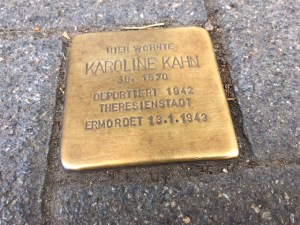 HIER WOHNTE
KAROLINE KAHN
JG. 1870
DEPORTIERT 1942
THERESIENSTADT
ERMORDET 13.1.1943